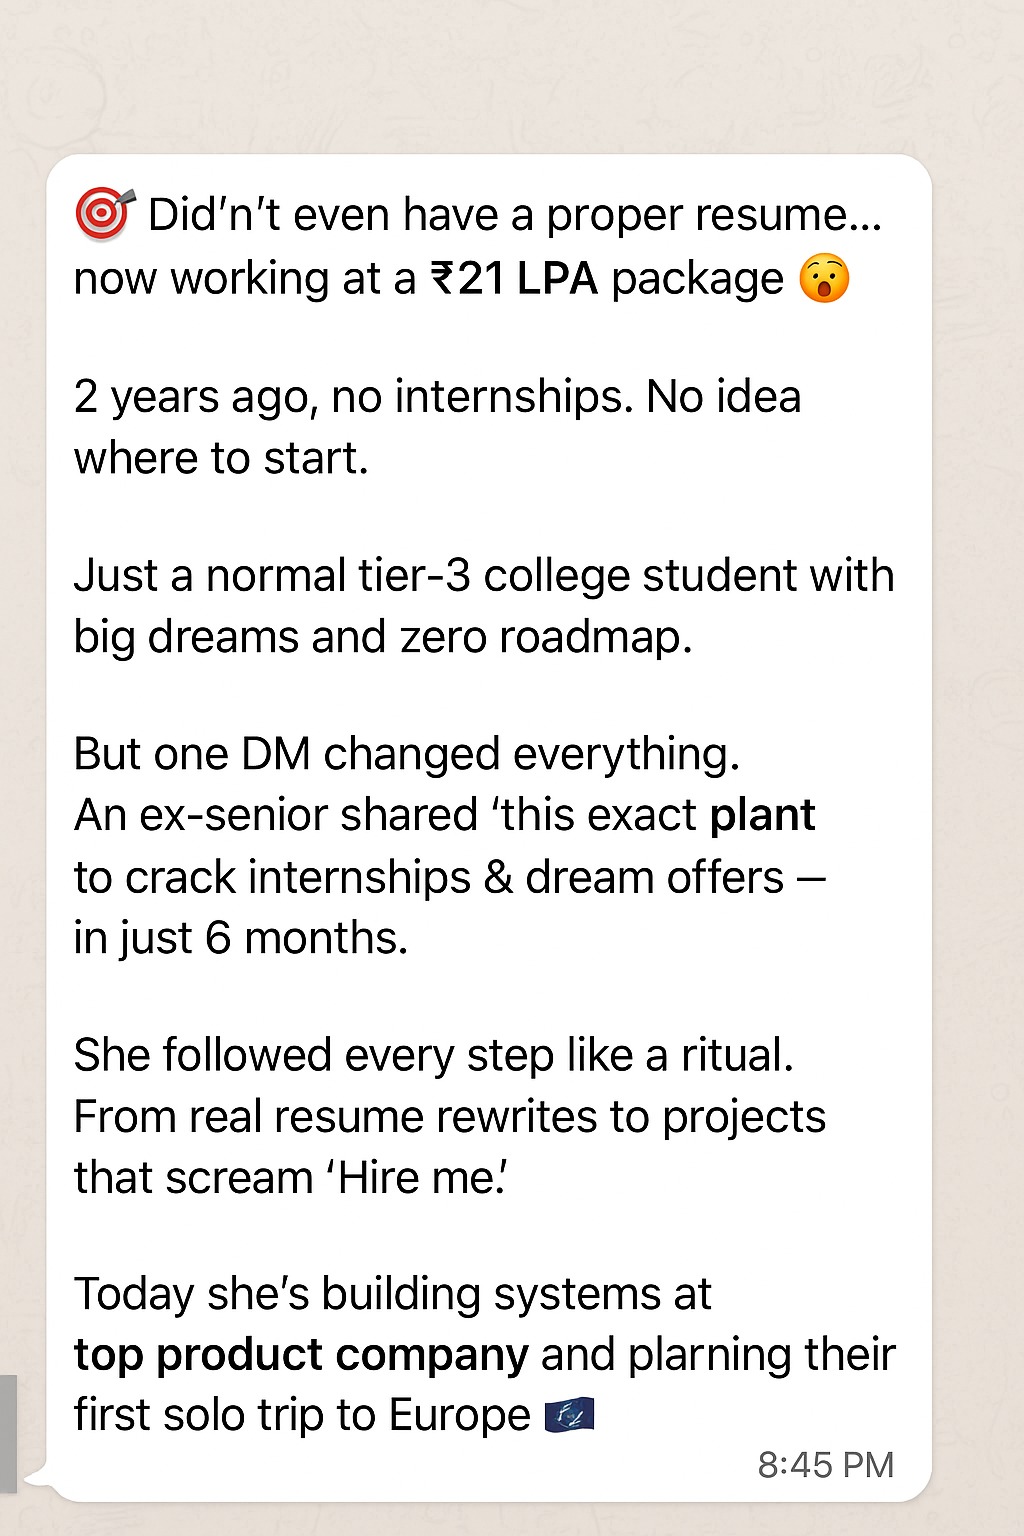 🎯 Did’n’t even have a proper resume...
now working at a ₹21 LPA package 😯
2 years ago, no internships. No idea
where to start.
Just a normal tier-3 college student with
big dreams and zero roadmap.
But one DM changed everything.
An ex-senior shared ‘this exact plant
to crack internships & dream offers —
in just 6 months.
She followed every step like a ritual.
From real resume rewrites to projects
that scream ‘Hire me.’
Today she’s building systems at
top product company and plarning their
first solo trip to Europe
8:45 PM